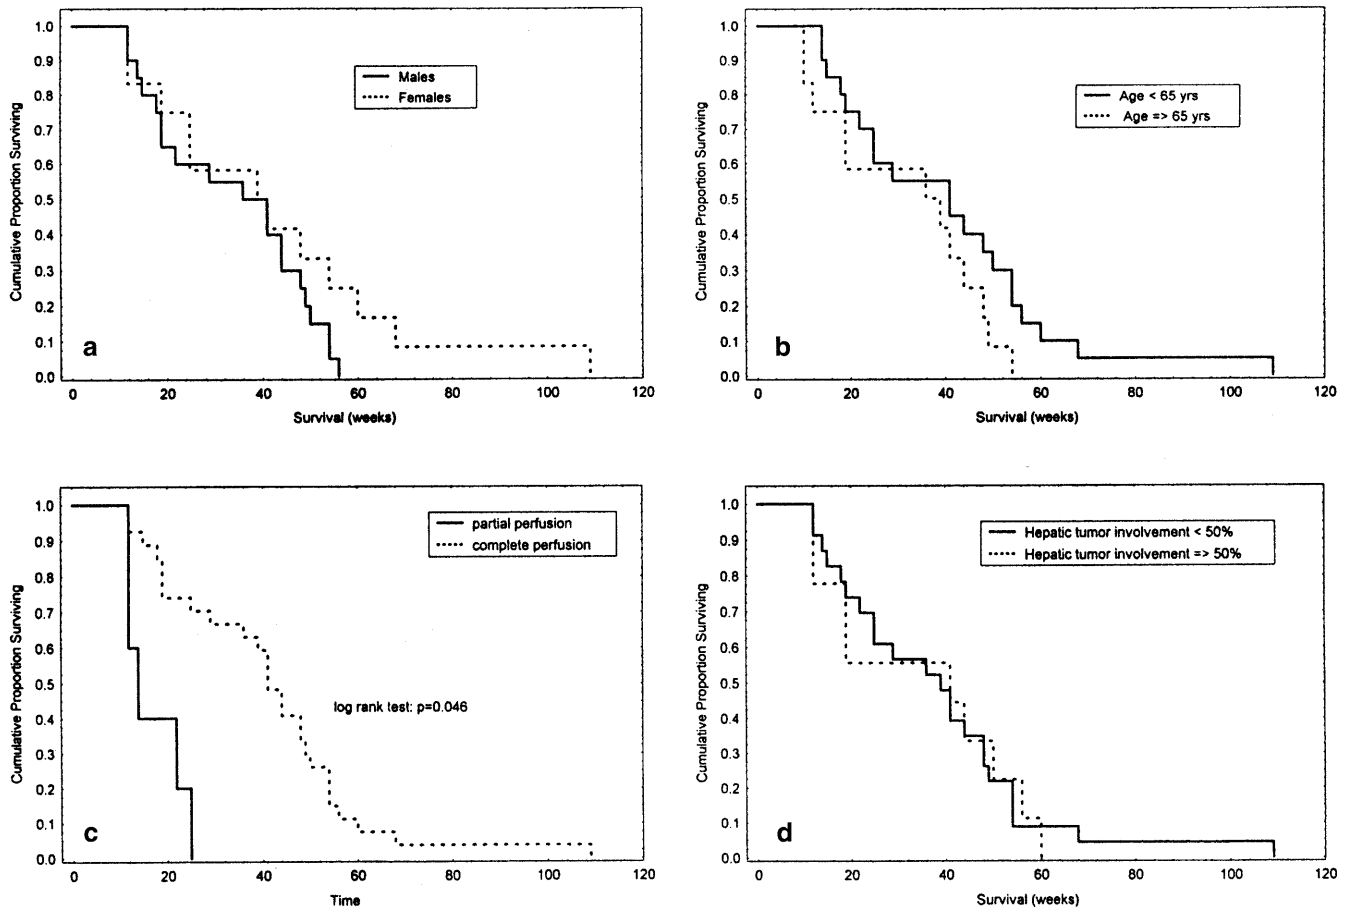 Cumulative Proportion Surviving
1.0
0.9
0.8
0.7
0.6
0.5
0.4
0.3
0.2
0.1
0.0
Males
Females
a
0 20 40 60 80 100 120
Survival (weeks)
Cumulative Proportion Surviving
1.0
0.9
0.8
0.7
0.6
0.5
0.4
0.3
0.2
0.1
0.0
Age < 65 yrs
Age => 65 yrs
b
0 20 40 60 80 100 120
Survival (weeks)
Cumulative Proportion Surviving
1.0
0.9
0.8
0.7
0.6
0.5
0.4
0.3
0.2
0.1
0.0
partial perfusion
complete perfusion
log rank test: p=0.046
c
0 20 40 60 80 100 120
Time
Cumulative Proportion Surviving
1.0
0.9
0.8
0.7
0.6
0.5
0.4
0.3
0.2
0.1
0.0
Hepatic tumor involvement < 50%
Hepatic tumor involvement => 50%
d
0 20 40 60 80 100 120
Survival (weeks)